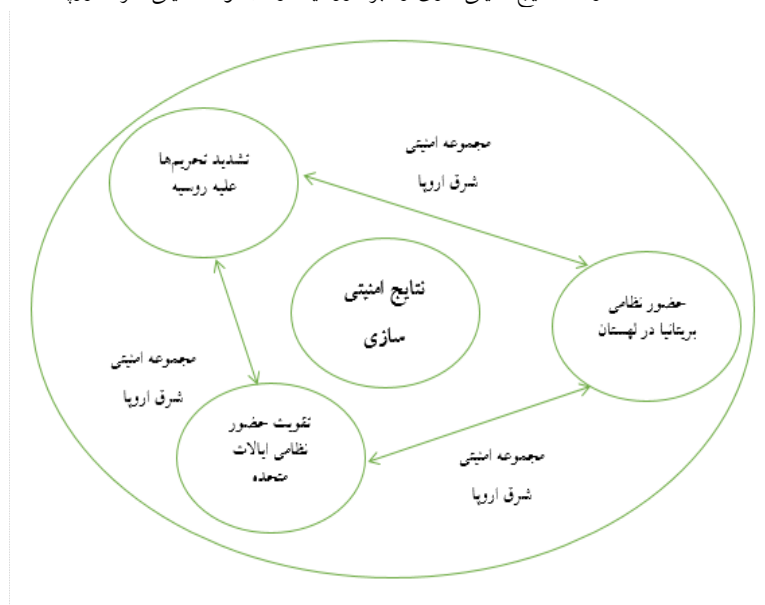 مجموعه امنیتی
شرق اروپا
تشدید تحریم‌ها
علیه روسیه
نتایج امنیتی
سازی
حضور نظامی
بریتانیا در لهستان
مجموعه امنیتی
شرق اروپا
تقویت حضور
نظامی ایالات
متحده
مجموعه امنیتی
شرق اروپا